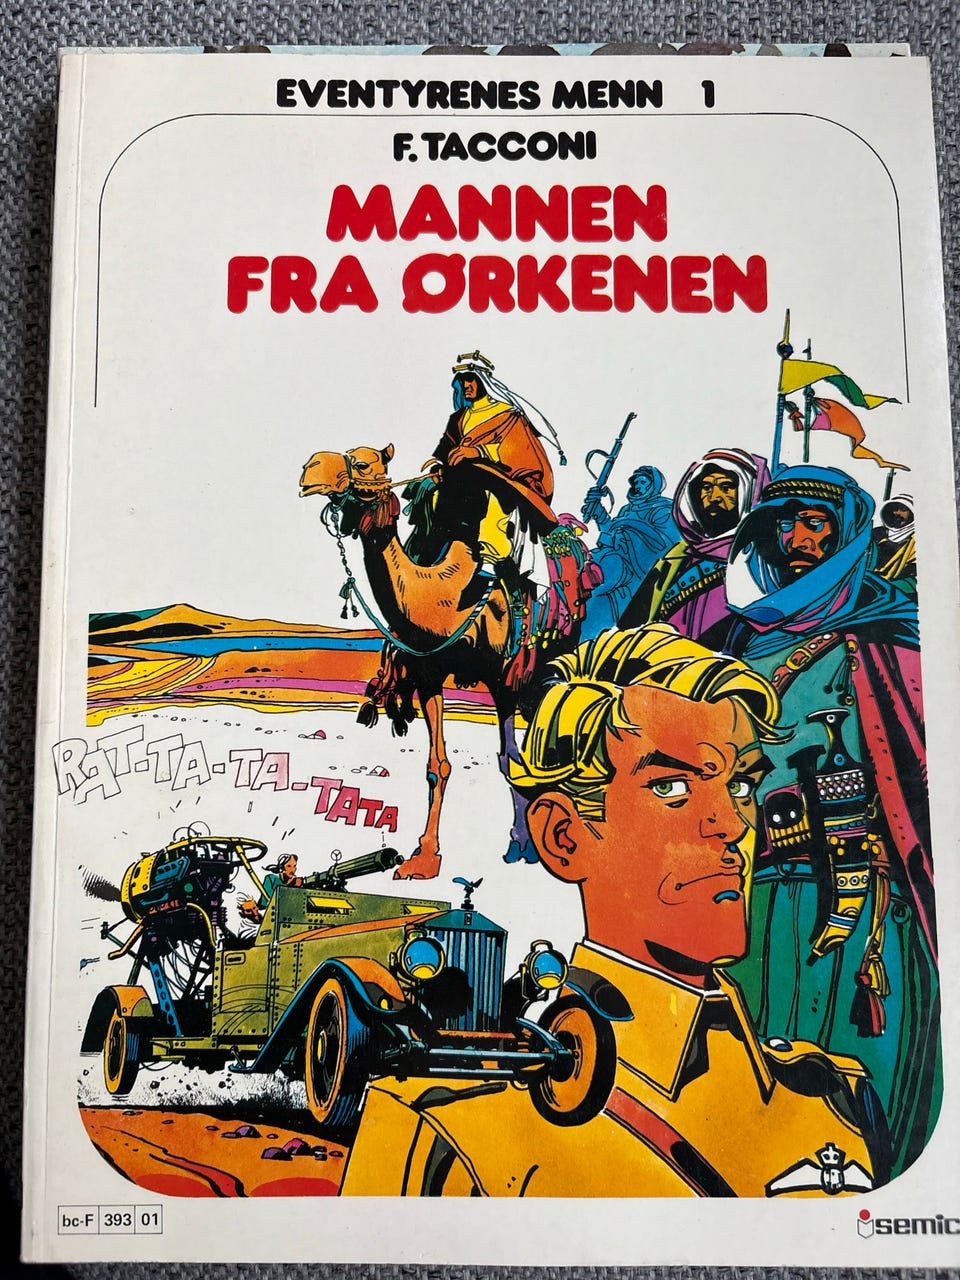 EVENTYRENES MENN 1
F. TACCONI
MANNEN
FRA ØRKENEN
RAT-TA-TA-TATA
bc-F 393 01
semic